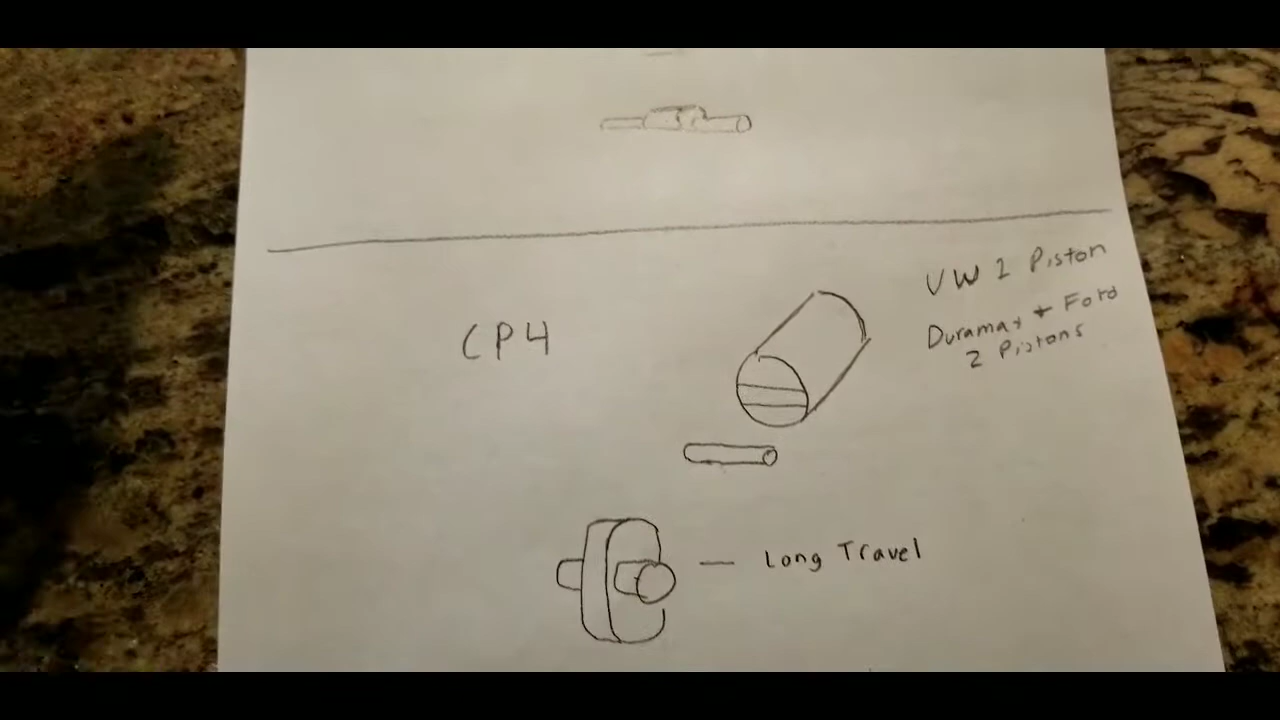 VW 1 Piston
Duramax + Ford
2 Pistons
CP4
— Long Travel